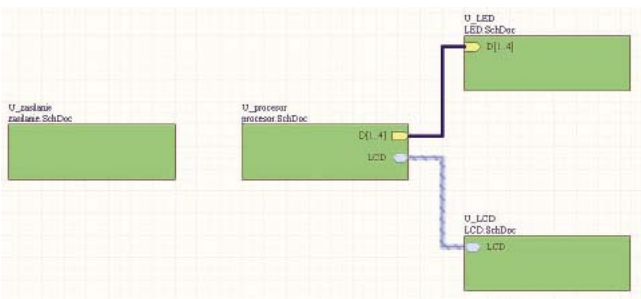 U_LED
LED.SchDoc
D[1..4]
U_zasilanie
zasilanie.SchDoc
U_procesor
procesor.SchDoc
D[1..4]
LCD
U_LCD
LCD.SchDoc
LCD